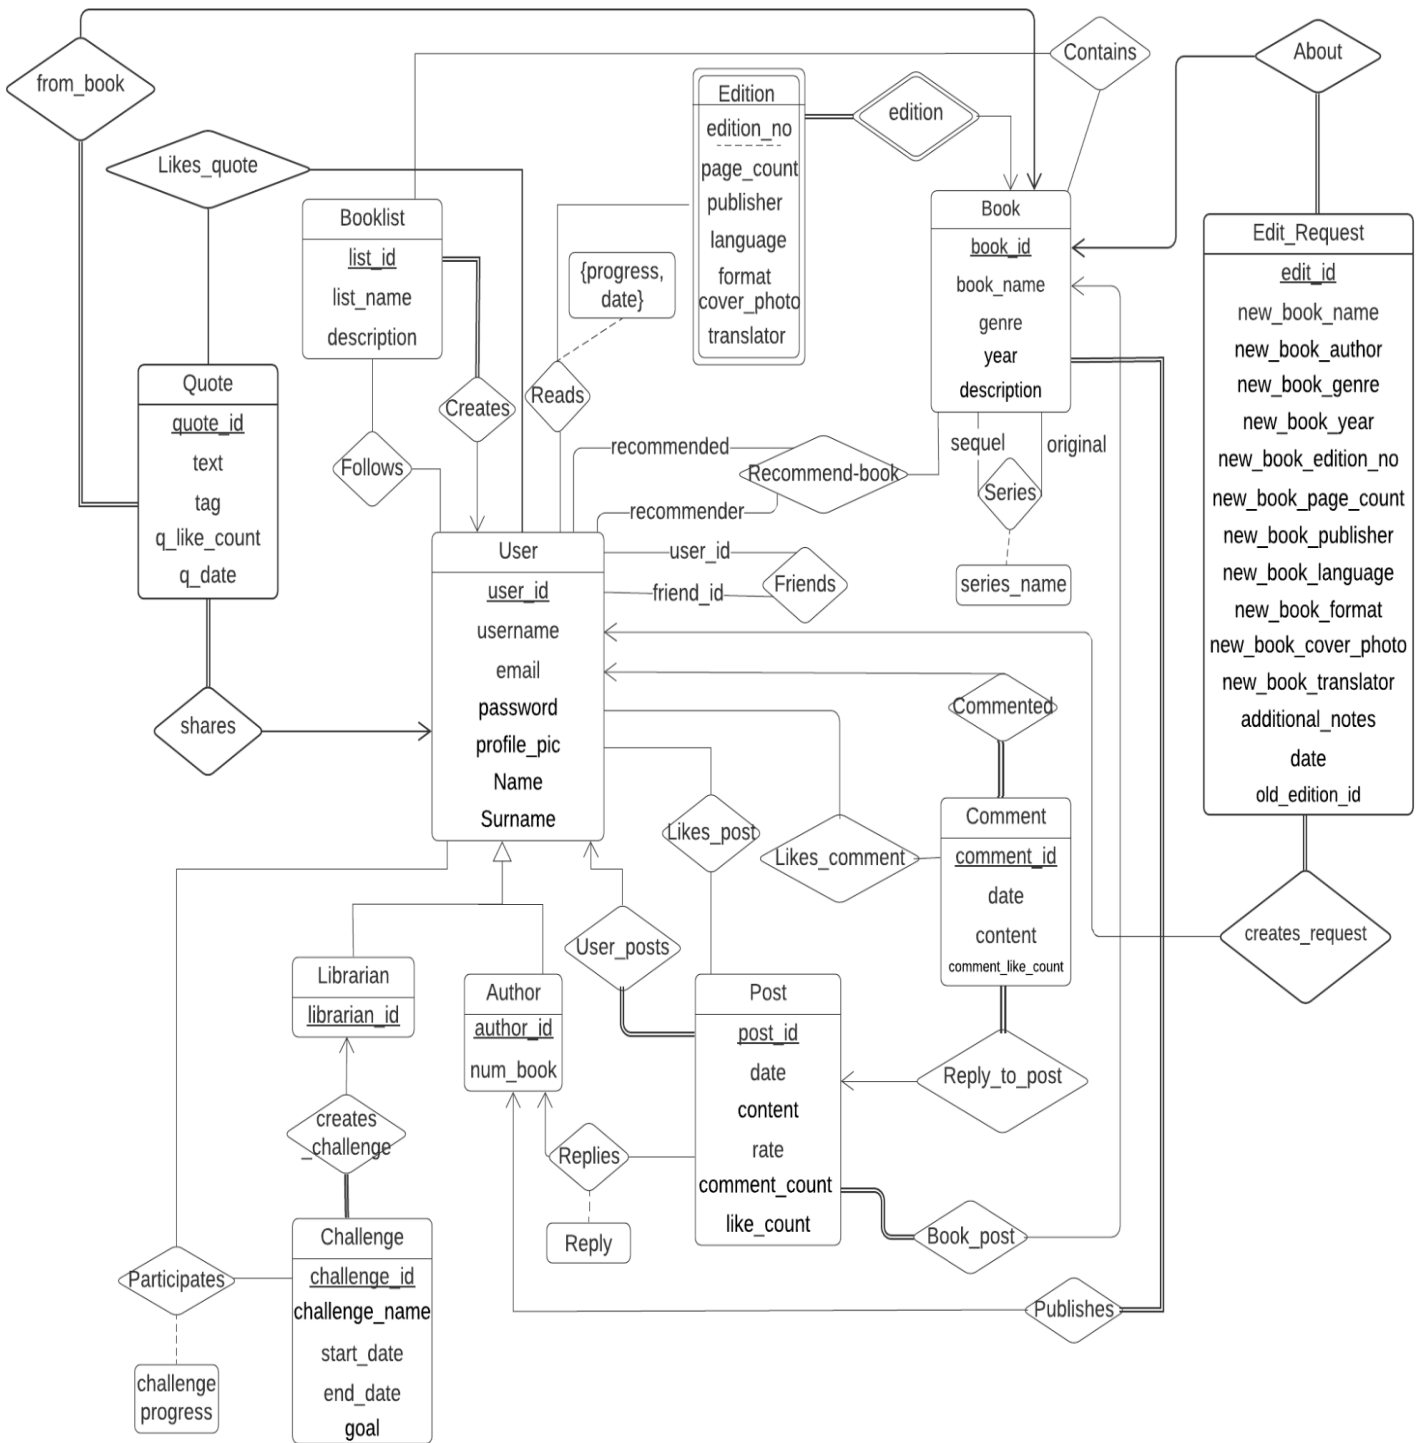 from_book
Contains
About
Edition
edition_no
page_count
publisher
language
format
cover_photo
translator
edition
Likes_quote
Booklist
list_id
list_name
description
{progress,
date}
Book
book_id
book_name
genre
year
description
Edit_Request
edit_id
new_book_name
new_book_author
new_book_genre
new_book_year
new_book_edition_no
new_book_page_count
new_book_publisher
new_book_language
new_book_format
new_book_cover_photo
new_book_translator
additional_notes
date
old_edition_id
Quote
quote_id
text
tag
q_like_count
q_date
Creates
Reads
Follows
recommended
Recommend-book
recommender
sequel
original
Series
series_name
User
user_id
username
email
password
profile_pic
Name
Surname
user_id
friend_id
Friends
shares
Commented
Likes_post
Likes_comment
Comment
comment_id
date
content
comment_like_count
creates_request
User_posts
Librarian
librarian_id
Author
author_id
num_book
Post
post_id
date
content
rate
comment_count
like_count
Reply_to_post
creates
_challenge
Replies
Reply
Book_post
Challenge
challenge_id
challenge_name
start_date
end_date
goal
Participates
challenge
progress
Publishes